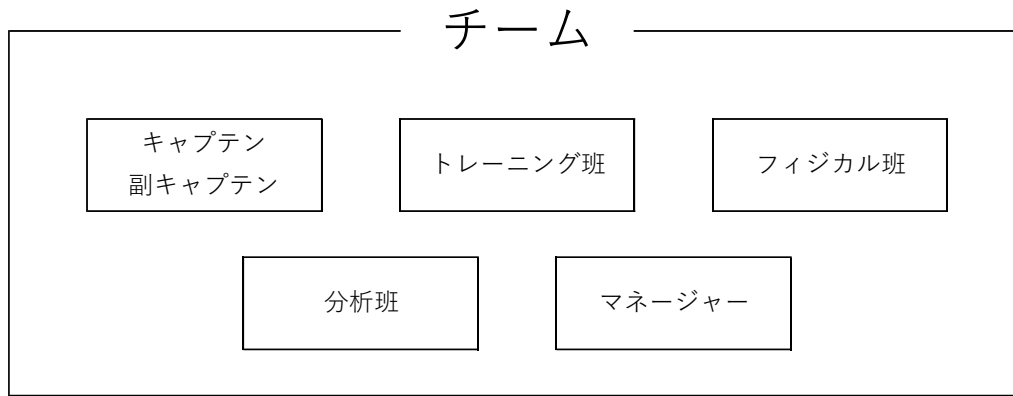 チーム
キャプテン
副キャプテン
トレーニング班
フィジカル班
分析班
マネージャー